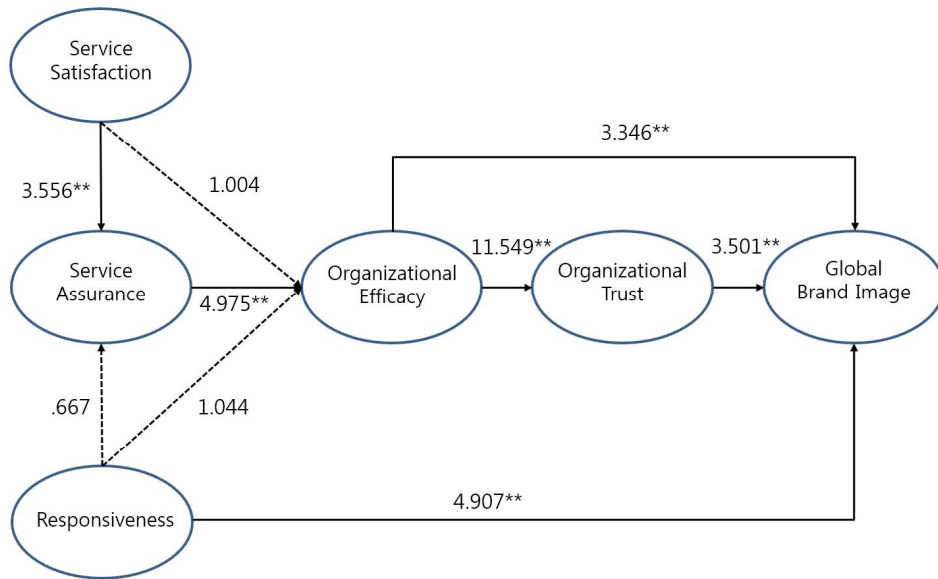 Service
Satisfaction
3.346**
3.556**
1.004
Service
Assurance
4.975**
Organizational
Efficacy
11.549**
Organizational
Trust
3.501**
Global
Brand Image
.667
1.044
Responsiveness
4.907**